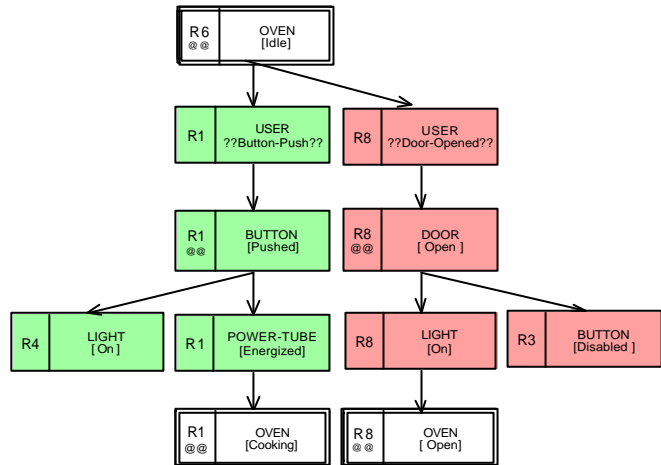 R6
@@
OVEN
[Idle]
R1
USER
??Button-Push??
R8
USER
??Door-Opened??
R1
@@
BUTTON
[Pushed]
R8
@@
DOOR
[ Open ]
R4
LIGHT
[ On ]
R1
POWER-TUBE
[Energized]
R8
LIGHT
[On]
R3
BUTTON
[Disabled ]
R1
@@
OVEN
[Cooking]
R8
@@
OVEN
[ Open]